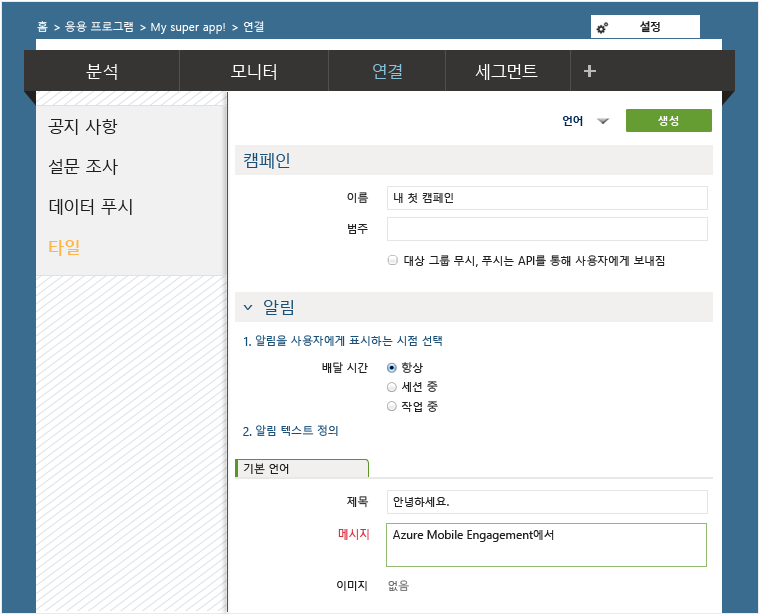 홈 > 응용 프로그램 > My super app! > 연결
설정
분석 모니터 연결 세그먼트 +
공지 사항
설문 조사
데이터 푸시
타일
언어 생성
캠페인
이름 내 첫 캠페인
범주
대상 그룹 무시, 푸시는 API를 통해 사용자에게 보내짐
알림
1. 알림을 사용자에게 표시하는 시점 선택
배달 시간 항상
세션 중
작업 중
2. 알림 텍스트 정의
기본 언어
제목 안녕하세요.
메시지 Azure Mobile Engagement에서
이미지 없음